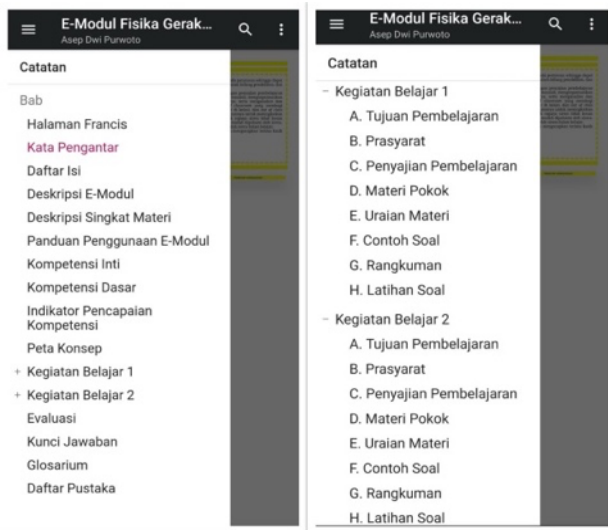 E-Modul Fisika Gerak...
Asep Dwi Purwoto
Catatan
Bab
Halaman Francis
Kata Pengantar
Daftar Isi
Deskripsi E-Modul
Deskripsi Singkat Materi
Panduan Penggunaan E-Modul
Kompetensi Inti
Kompetensi Dasar
Indikator Pencapaian
Kompetensi
Peta Konsep
+ Kegiatan Belajar 1
+ Kegiatan Belajar 2
Evaluasi
Kunci Jawaban
Glosarium
Daftar Pustaka
E-Modul Fisika Gerak...
Asep Dwi Purwoto
Catatan
− Kegiatan Belajar 1
A. Tujuan Pembelajaran
B. Prasyarat
C. Penyajian Pembelajaran
D. Materi Pokok
E. Uraian Materi
F. Contoh Soal
G. Rangkuman
H. Latihan Soal
− Kegiatan Belajar 2
A. Tujuan Pembelajaran
B. Prasyarat
C. Penyajian Pembelajaran
D. Materi Pokok
E. Uraian Materi
F. Contoh Soal
G. Rangkuman
H. Latihan Soal